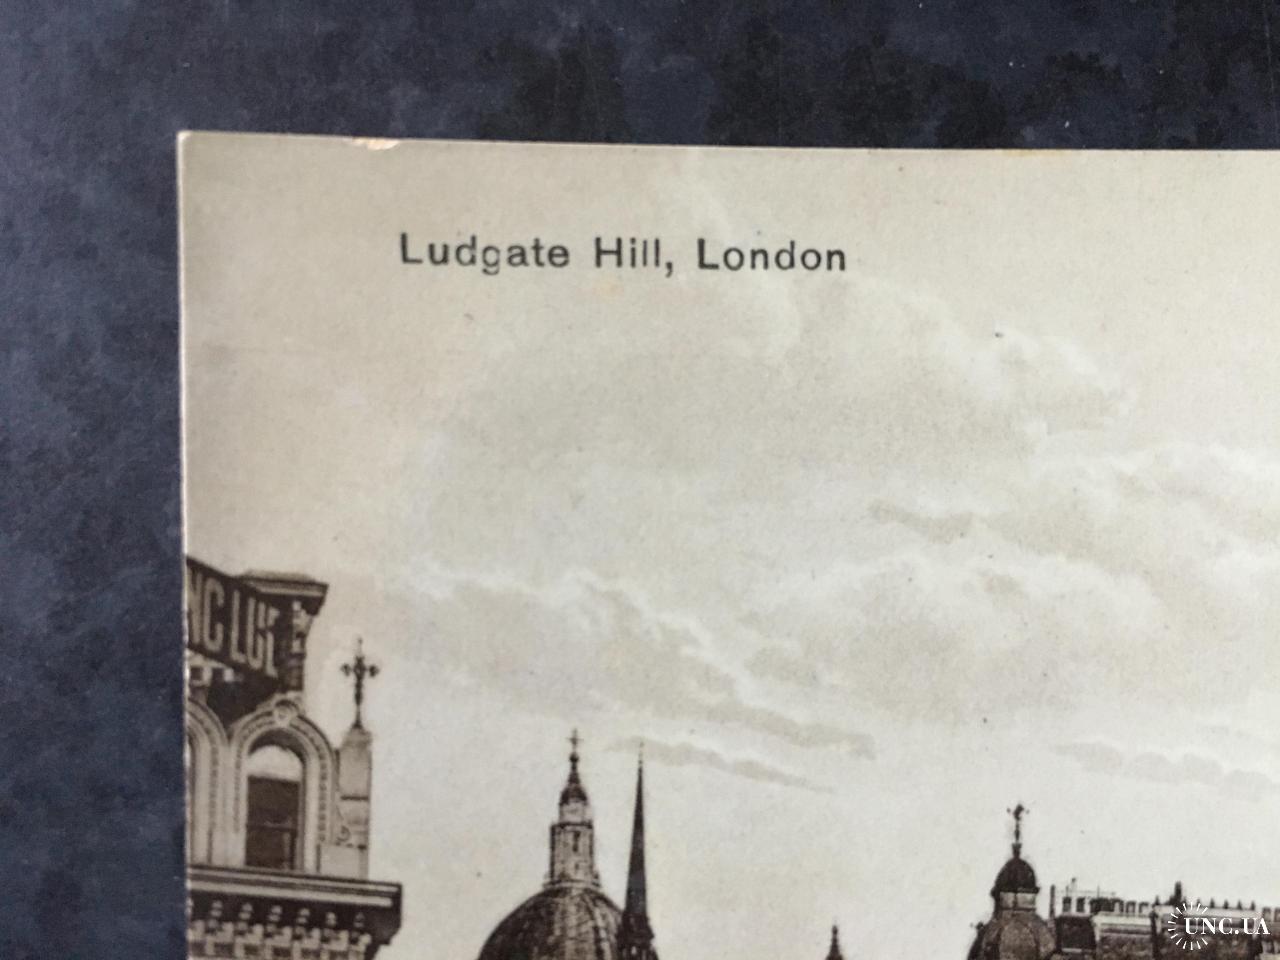 Ludgate Hill, London
UNC.UA